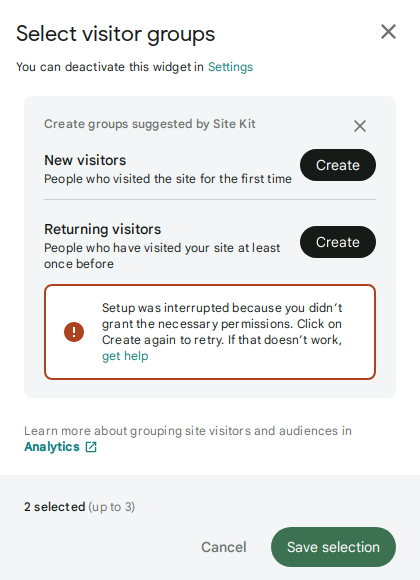 Select visitor groups
You can deactivate this widget in Settings
Create groups suggested by Site Kit
New visitors
People who visited the site for the first time
Create
Returning visitors
People who have visited your site at least
once before
Create
Setup was interrupted because you didn’t
grant the necessary permissions. Click on
Create again to retry. If that doesn’t work,
get help
Learn more about grouping site visitors and audiences in
Analytics
2 selected (up to 3)
Cancel
Save selection